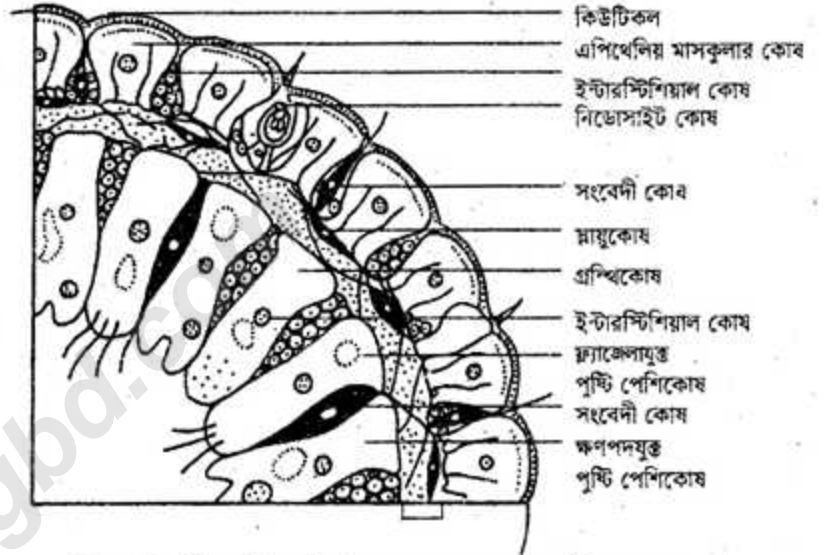 কিউটিকল
এপিথেলিয় মাসকুলার কোষ
ইন্টারস্টিশিয়াল কোষ
নিডোসাইট কোষ
সংবেদী কোষ
স্নায়ুকোষ
গ্রন্থিকোষ
ইন্টারস্টিশিয়াল কোষ
ফ্ল্যাজেলাযুক্ত
পুষ্টি পেশিকোষ
সংবেদী কোষ
ক্ষণপদযুক্ত
পুষ্টি পেশিকোষ